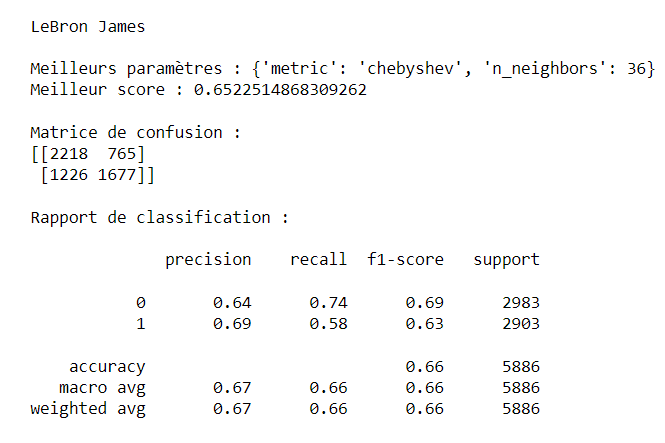 LeBron James
Meilleurs paramètres : {'metric': 'chebyshev', 'n_neighbors': 36}
Meilleur score : 0.6522514868309262
Matrice de confusion :
[[2218  765]
 [1226 1677]]
Rapport de classification :
              precision    recall  f1-score   support
           0       0.64      0.74      0.69      2983
           1       0.69      0.58      0.63      2903
    accuracy                           0.66      5886
   macro avg       0.67      0.66      0.66      5886
weighted avg       0.67      0.66      0.66      5886